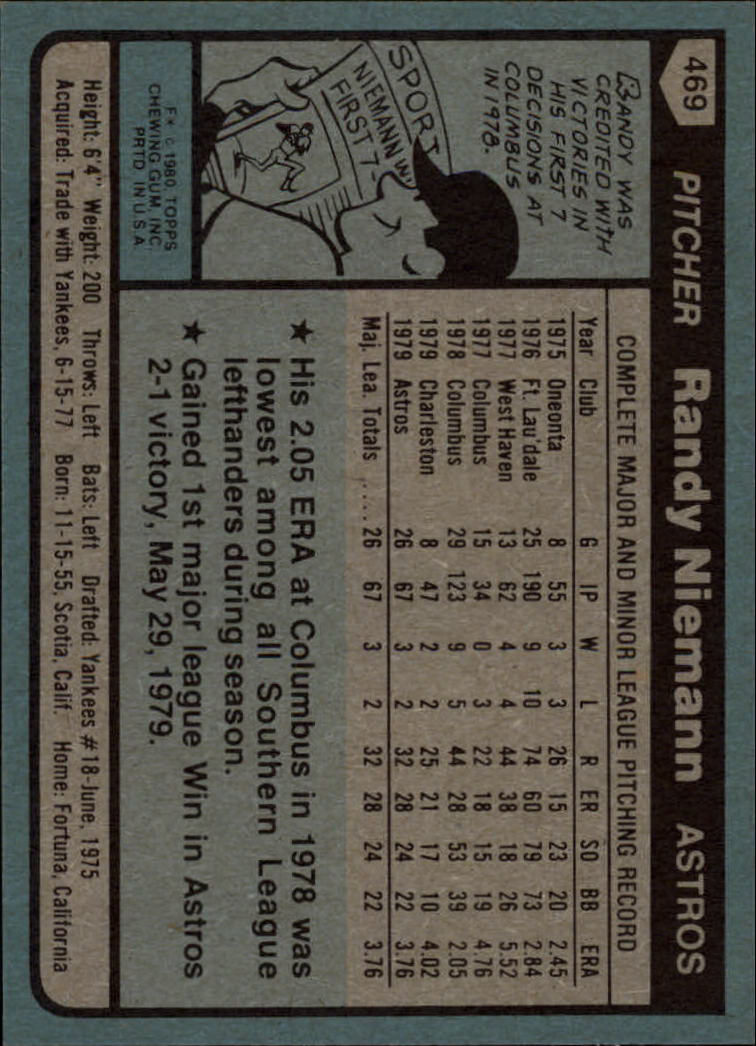 469 PITCHER Randy Niemann ASTROS
RANDY WAS
CREDITED WITH
VICTORIES IN
HIS FIRST 7
DECISIONS AT
COLUMBUS
IN 1978.
SPORT
NIEMANN W
FIRST 7-
F* © 1980, TOPPS
CHEWING GUM, INC.
PRTD IN U.S.A
COMPLETE MAJOR AND MINOR LEAGUE PITCHING RECORD
Year Club G IP W L R ER SO BB ERA
1975 Oneonta 8 55 3 3 26 15 23 20 2.45
1976 Ft. Lau'dale 25 190 9 10 74 60 79 73 2.84
1977 West Haven 13 62 4 4 44 38 18 26 5.52
1977 Columbus 15 34 0 3 22 18 15 19 4.76
1978 Columbus 29 123 9 5 44 28 53 39 2.05
1979 Charleston 8 47 2 2 25 21 17 10 4.02
1979 Astros 26 67 3 2 32 28 24 22 3.76
Maj. Lea. Totals ..... 26 67 3 2 32 28 24 22 3.76
★ His 2.05 ERA at Columbus in 1978 was
lowest among all Southern League
lefthanders during season.
★ Gained 1st major league Win in Astros
2-1 victory, May 29, 1979.
Height: 6'4" Weight: 200 Throws: Left Bats: Left Drafted: Yankees #18-June, 1975
Acquired: Trade with Yankees, 6-15-77 Born: 11-15-55, Scotia, Calif. Home: Fortuna, California